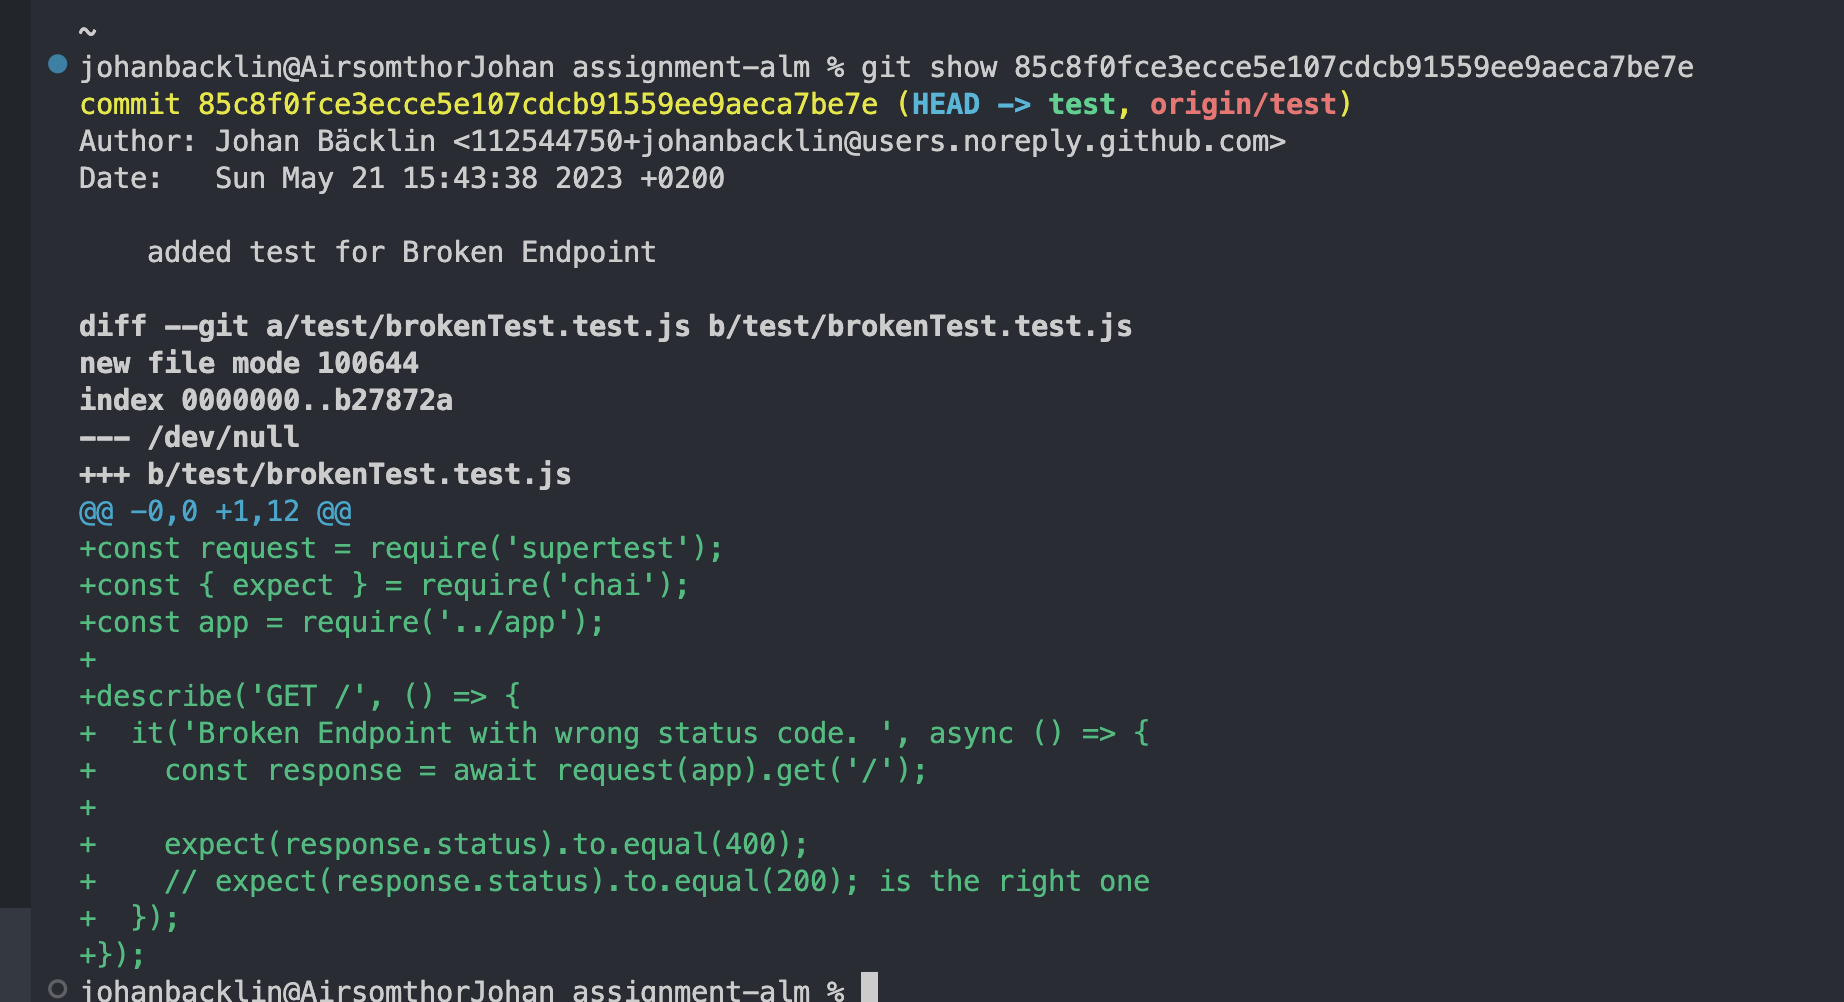 ~
johanbacklin@AirsomthorJohan assignment-alm % git show 85c8f0fce3ecce5e107cdcb91559ee9aeca7be7e
commit 85c8f0fce3ecce5e107cdcb91559ee9aeca7be7e (HEAD -> test, origin/test)
Author: Johan Bäcklin <112544750+johanbacklin@users.noreply.github.com>
Date:   Sun May 21 15:43:38 2023 +0200
    added test for Broken Endpoint
diff --git a/test/brokenTest.test.js b/test/brokenTest.test.js
new file mode 100644
index 0000000..b27872a
--- /dev/null
+++ b/test/brokenTest.test.js
@@ -0,0 +1,12 @@
+const request = require('supertest');
+const { expect } = require('chai');
+const app = require('../app');
+
+describe('GET /', () => {
+  it('Broken Endpoint with wrong status code. ', async () => {
+    const response = await request(app).get('/');
+
+    expect(response.status).to.equal(400);
+    // expect(response.status).to.equal(200); is the right one
+  });
+});
johanbacklin@AirsomthorJohan assignment-alm %